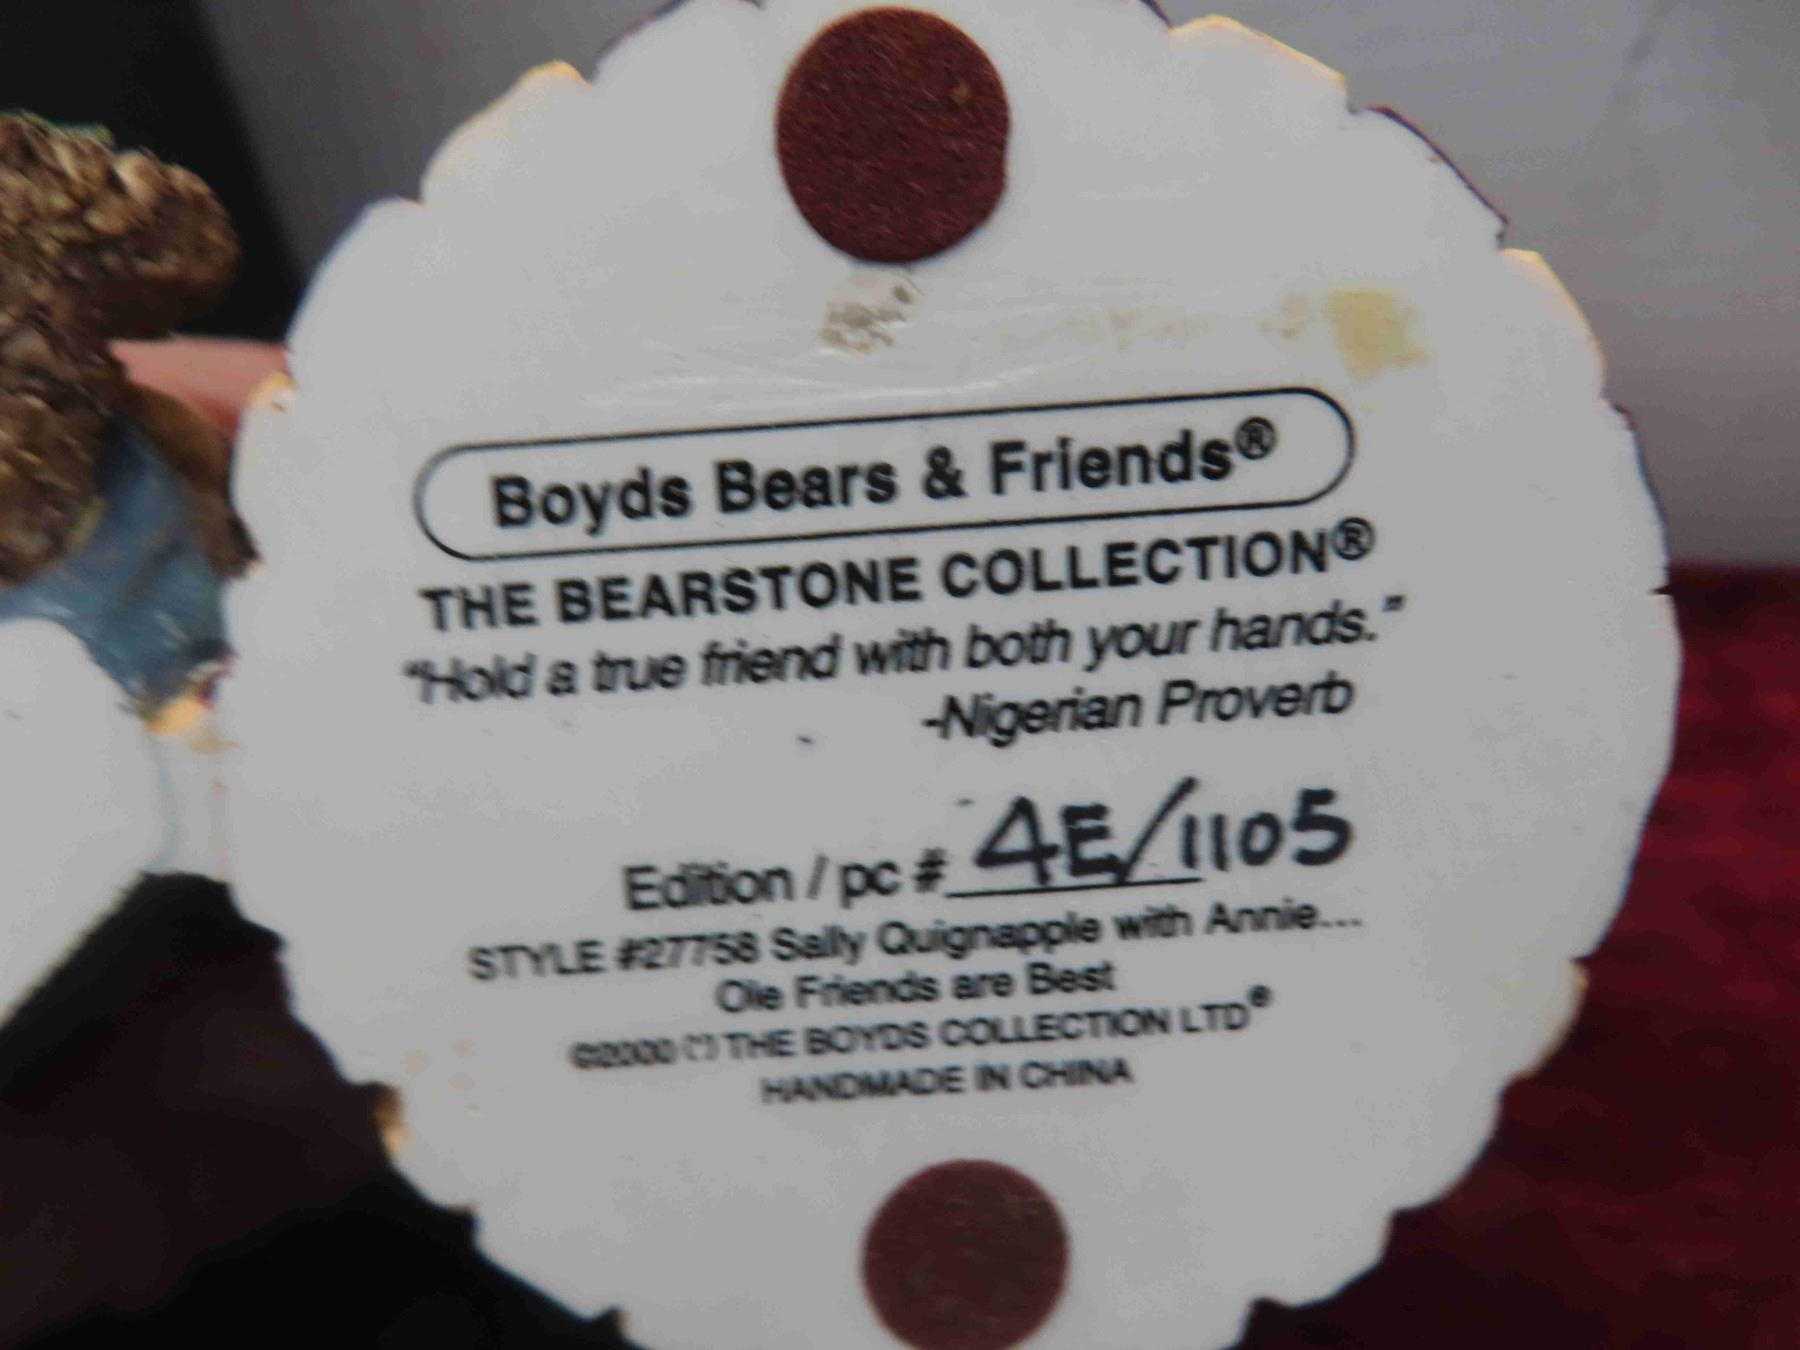 Boyds Bears & Friends®
THE BEARSTONE COLLECTION®
“Hold a true friend with both your hands.”
-Nigerian Proverb
Edition / pc # 4E/1105
STYLE #27758 Sally Quignapple with Annie...
Ole Friends are Best
©2000 THE BOYDS COLLECTION LTD®
HANDMADE IN CHINA